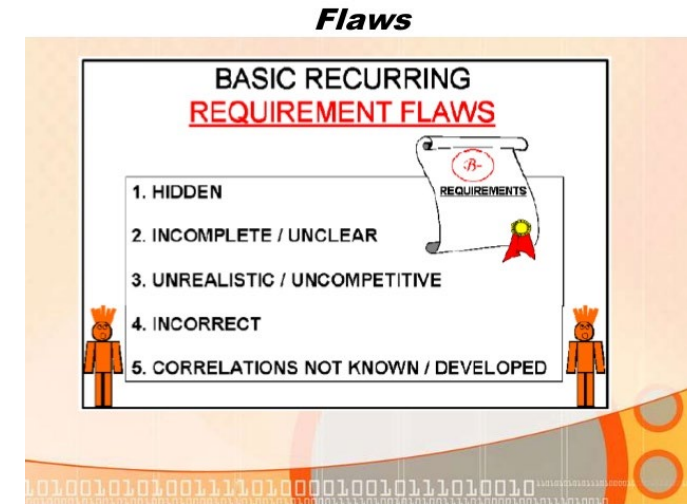 Flaws
BASIC RECURRING
REQUIREMENT FLAWS
B-
REQUIREMENTS
1. HIDDEN
2. INCOMPLETE / UNCLEAR
3. UNREALISTIC / UNCOMPETITIVE
4. INCORRECT
5. CORRELATIONS NOT KNOWN / DEVELOPED